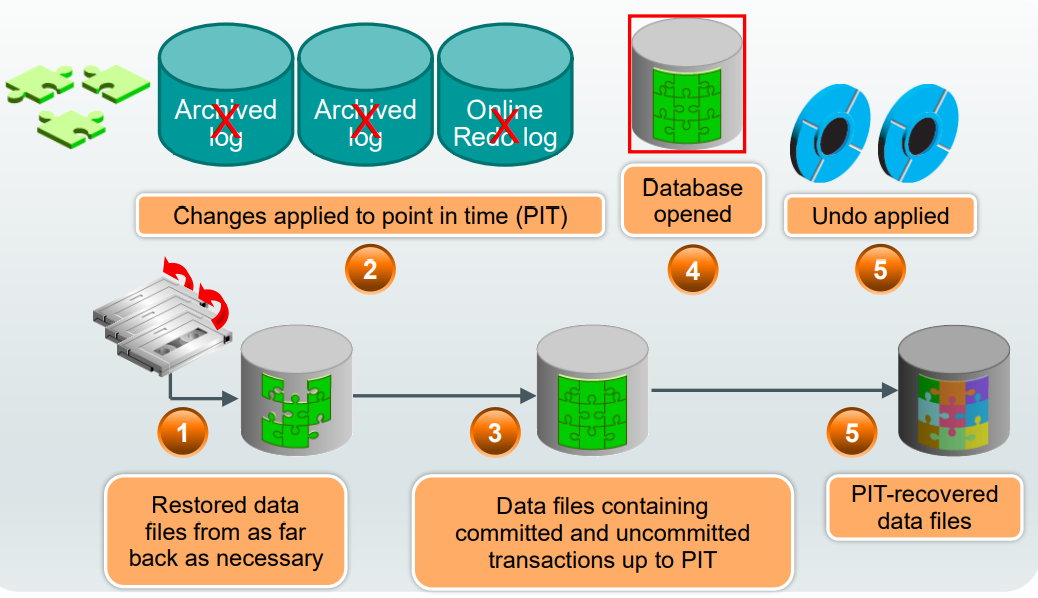 Archived
log
Archived
log
Online
Redo log
Changes applied to point in time (PIT)
2
Database
opened
4
Undo applied
5
1
Restored data
files from as far
back as necessary
3
Data files containing
committed and uncommitted
transactions up to PIT
5
PIT-recovered
data files